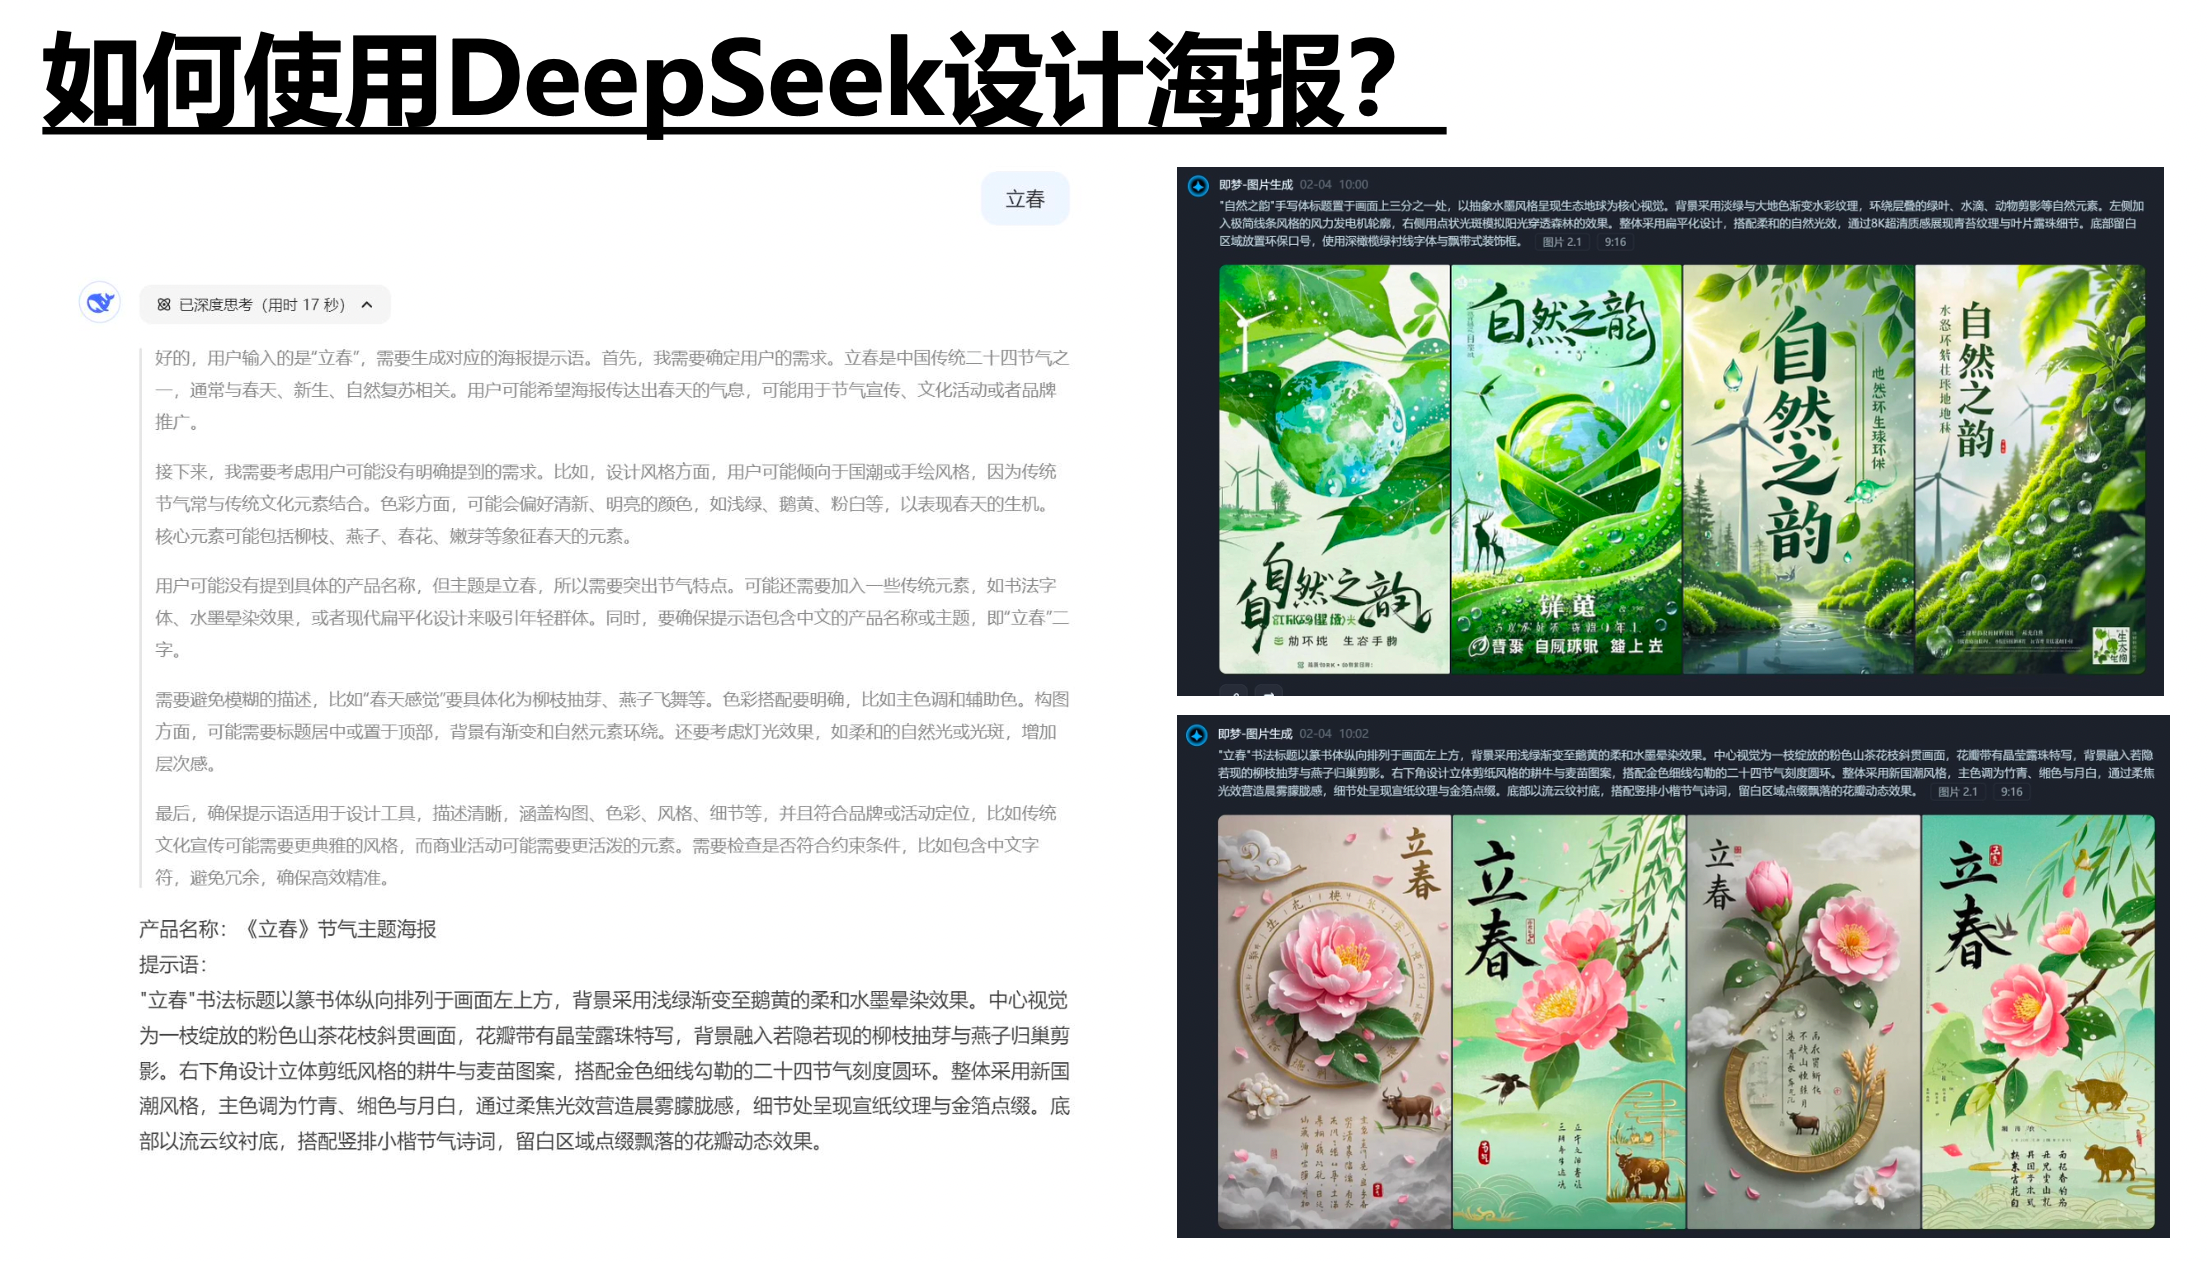 如何使用DeepSeek设计海报？
立春
已深度思考（用时 17 秒）
好的，用户输入的是“立春”，需要生成对应的海报提示语。首先，我需要确定用户的需求。立春是中国传统二十四节气之
一，通常与春天、新生、自然复苏相关。用户可能希望海报传达出春天的气息，可能用于节气宣传、文化活动或者品牌
推广。
接下来，我需要考虑用户可能没有明确提到的需求。比如，设计风格方面，用户可能倾向于国潮或手绘风格，因为传统
节气常与传统文化元素结合。色彩方面，可能会偏好清新、明亮的颜色，如浅绿、鹅黄、粉白等，以表现春天的生机。
核心元素可能包括柳枝、燕子、春花、嫩芽等象征春天的元素。
用户可能没有提到具体的产品名称，但主题是立春，所以需要突出节气特点。可能还需要加入一些传统元素，如书法字
体、水墨晕染效果，或者现代扁平化设计来吸引年轻群体。同时，要确保提示语包含中文的产品名称或主题，即“立春”二
字。
需要避免模糊的描述，比如“春天感觉”要具体化为柳枝抽芽、燕子飞舞等。色彩搭配要明确，比如主色调和辅助色。构图
方面，可能需要标题居中或置于顶部，背景有渐变和自然元素环绕。还要考虑灯光效果，如柔和的自然光或光斑，增加
层次感。
最后，确保提示语适用于设计工具，描述清晰，涵盖构图、色彩、风格、细节等，并且符合品牌或活动定位，比如传统
文化宣传可能需要更典雅的风格，而商业活动可能需要更活泼的元素。需要检查是否符合约束条件，比如包含中文字
符，避免冗余，确保高效精准。
产品名称：《立春》节气主题海报
提示语：
"立春"书法标题以篆书体纵向排列于画面左上方，背景采用浅绿渐变至鹅黄的柔和水墨晕染效果。中心视觉
为一枝绽放的粉色山茶花枝斜贯画面，花瓣带有晶莹露珠特写，背景融入若隐若现的柳枝抽芽与燕子归巢剪
影。右下角设计立体剪纸风格的耕牛与麦苗图案，搭配金色细线勾勒的二十四节气刻度圆环。整体采用新国
潮风格，主色调为竹青、缃色与月白，通过柔焦光效营造晨雾朦胧感，细节处呈现宣纸纹理与金箔点缀。底
部以流云纹衬底，搭配竖排小楷节气诗词，留白区域点缀飘落的花瓣动态效果。
即梦-图片生成 02-04 10:00
"自然之韵"手写体标题置于画面上三分之一处，以抽象水墨风格呈现生态地球为核心视觉。背景采用淡绿与大地色渐变水彩纹理，环绕层叠的绿叶、水滴、动物剪影等自然元素。左侧加
入极简线条风格的风力发电机轮廓，右侧用点状光斑模拟阳光穿透森林的效果。整体采用扁平化设计，搭配柔和的自然光效，通过8K超清质感展现青苔纹理与叶片露珠细节。底部留白
区域放置环保口号，使用深橄榄绿衬线字体与飘带式装饰框。 图片 2.1 9:16
自然之韵
自然之韵
自然之韵
自然之韵
即梦-图片生成 02-04 10:02
"立春"书法标题以篆书体纵向排列于画面左上方，背景采用浅绿渐变至鹅黄的柔和水墨晕染效果。中心视觉为一枝绽放的粉色山茶花枝斜贯画面，花瓣带有晶莹露珠特写，背景融入若隐
若现的柳枝抽芽与燕子归巢剪影。右下角设计立体剪纸风格的耕牛与麦苗图案，搭配金色细线勾勒的二十四节气刻度圆环。整体采用新国潮风格，主色调为竹青、缃色与月白，通过柔焦
光效营造晨雾朦胧感，细节处呈现宣纸纹理与金箔点缀。底部以流云纹衬底，搭配竖排小楷节气诗词，留白区域点缀飘落的花瓣动态效果。 图片 2.1 9:16
立春
立春
立春
立春